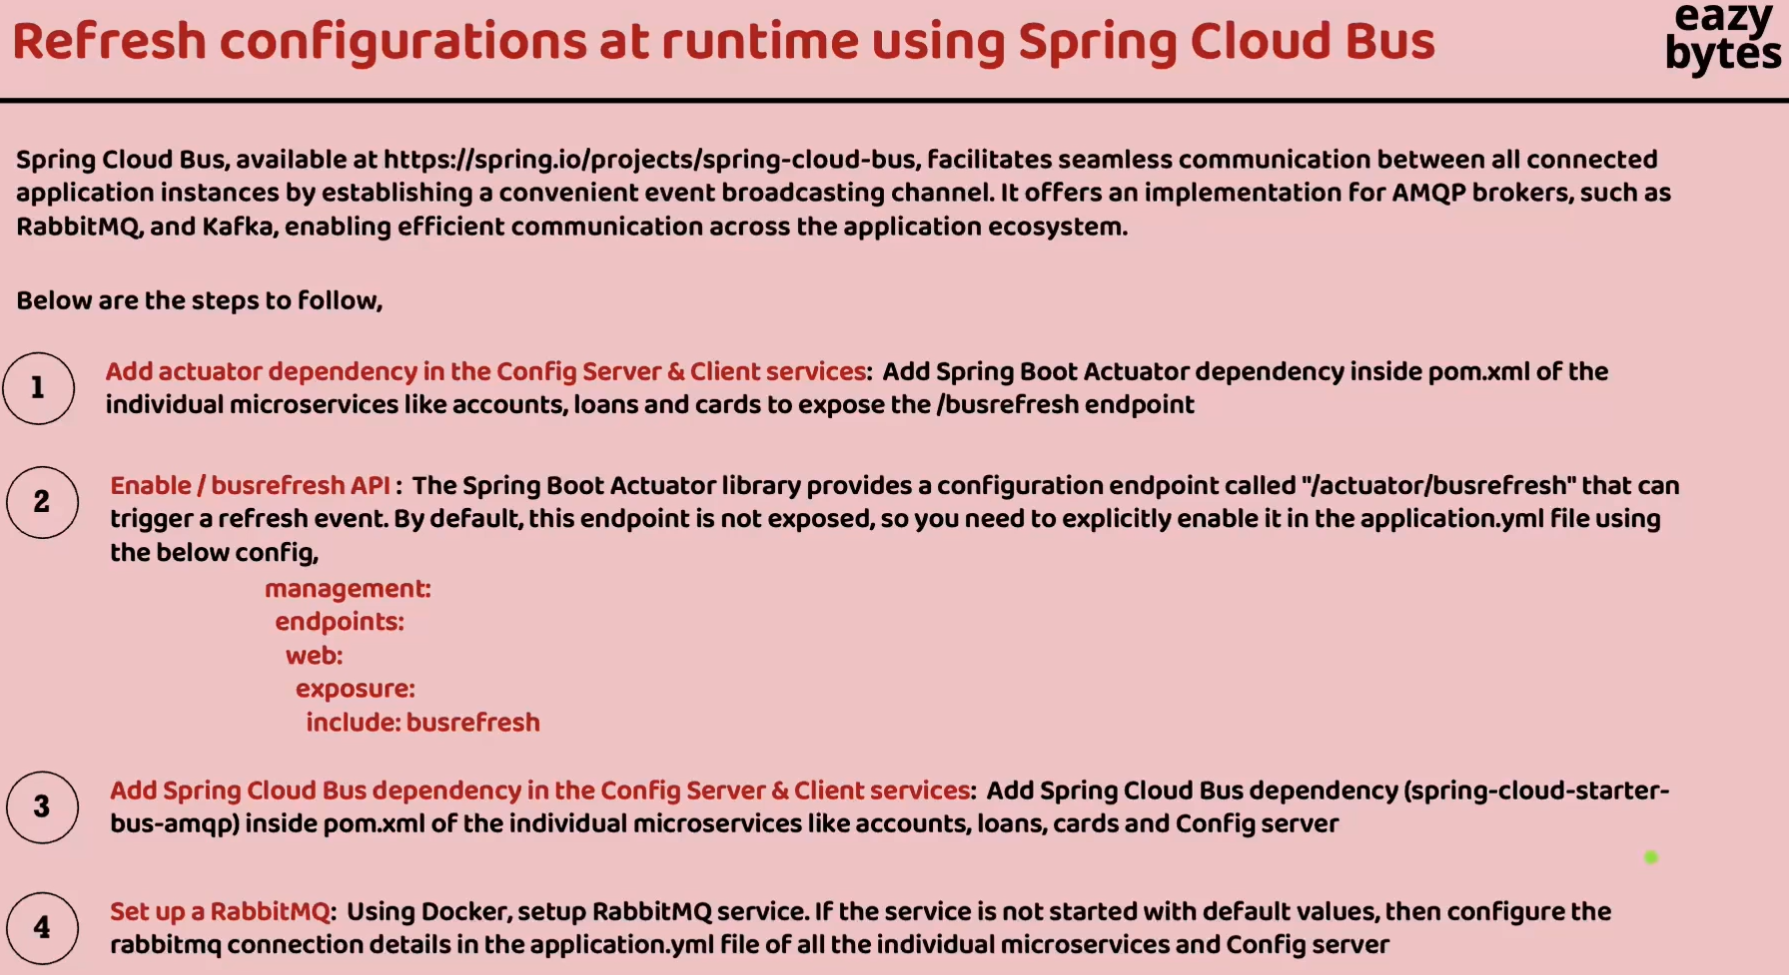 Refresh configurations at runtime using Spring Cloud Bus
eazy
bytes
Spring Cloud Bus, available at https://spring.io/projects/spring-cloud-bus, facilitates seamless communication between all connected
application instances by establishing a convenient event broadcasting channel. It offers an implementation for AMQP brokers, such as
RabbitMQ, and Kafka, enabling efficient communication across the application ecosystem.
Below are the steps to follow,
1
Add actuator dependency in the Config Server & Client services: Add Spring Boot Actuator dependency inside pom.xml of the
individual microservices like accounts, loans and cards to expose the /busrefresh endpoint
2
Enable / busrefresh API : The Spring Boot Actuator library provides a configuration endpoint called "/actuator/busrefresh" that can
trigger a refresh event. By default, this endpoint is not exposed, so you need to explicitly enable it in the application.yml file using
the below config,
management:
endpoints:
web:
exposure:
include: busrefresh
3
Add Spring Cloud Bus dependency in the Config Server & Client services: Add Spring Cloud Bus dependency (spring-cloud-starter-
bus-amqp) inside pom.xml of the individual microservices like accounts, loans, cards and Config server
4
Set up a RabbitMQ: Using Docker, setup RabbitMQ service. If the service is not started with default values, then configure the
rabbitmq connection details in the application.yml file of all the individual microservices and Config server